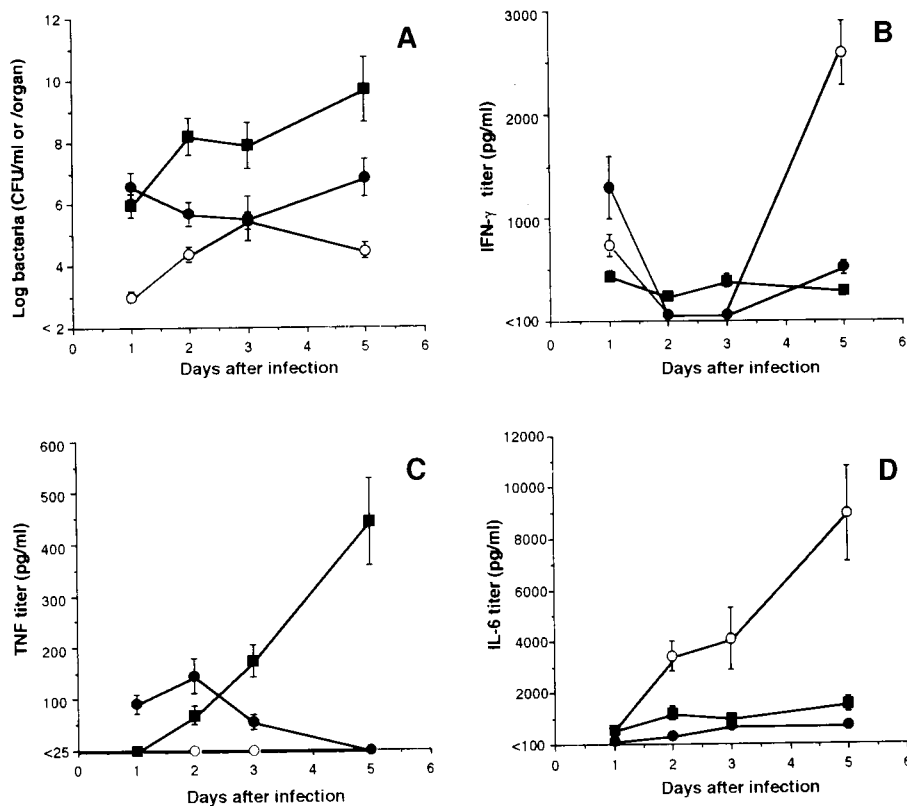 A
12
10
8
6
4
< 2
0 1 2 3 4 5 6
Log bacteria (CFU/ml or /organ)
Days after infection
B
3000
2000
1000
<100
0 1 2 3 4 5 6
IFN-γ titer (pg/ml)
Days after infection
C
600
500
400
300
200
100
<25
0 1 2 3 4 5 6
TNF titer (pg/ml)
Days after infection
D
12000
10000
8000
6000
4000
2000
<100
0 1 2 3 4 5 6
IL-6 titer (pg/ml)
Days after infection